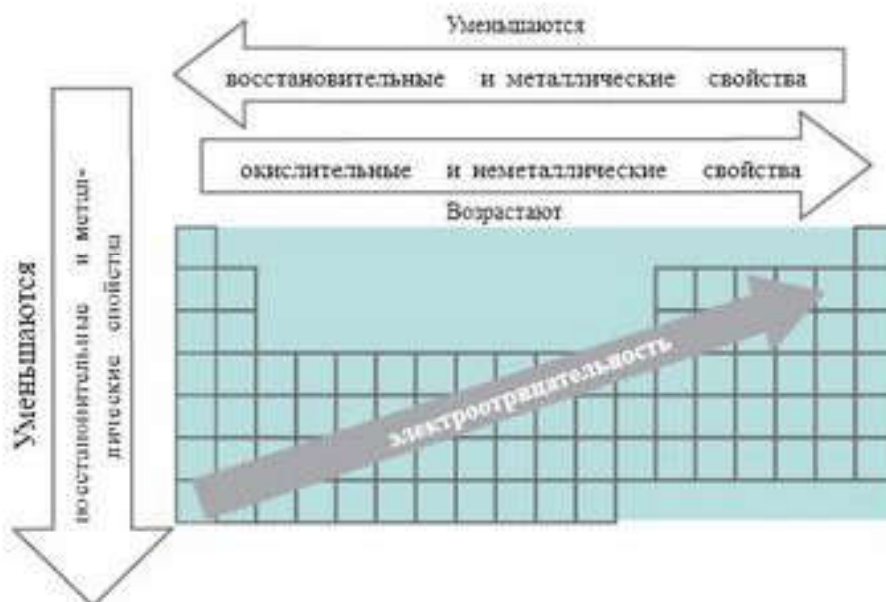 Уменьшаются
восстановительные и металлические свойства
окислительные и неметаллические свойства
Возрастают
Уменьшаются
восстановительные и метал-
лические свойства
электроотрицательность